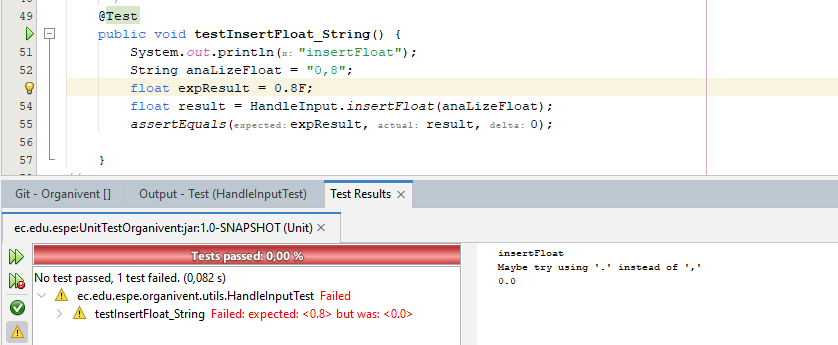 49 @Test
public void testInsertFloat_String() {
51 System.out.println(x: "insertFloat");
52 String anaLizeFloat = "0,8";
float expResult = 0.8F;
54 float result = HandleInput.insertFloat(anaLizeFloat);
55 assertEquals(expected: expResult, actual: result, delta: 0);
56
57 }
Git - Organivent [] Output - Test (HandleInputTest) Test Results ×
ec.edu.espe:UnitTestOrganivent:jar:1.0-SNAPSHOT (Unit) ×
Tests passed: 0,00 %
No test passed, 1 test failed. (0,082 s)
ec.edu.espe.organivent.utils.HandleInputTest Failed
testInsertFloat_String Failed: expected: <0.8> but was: <0.0>
insertFloat
Maybe try using '.' instead of ','
0.0